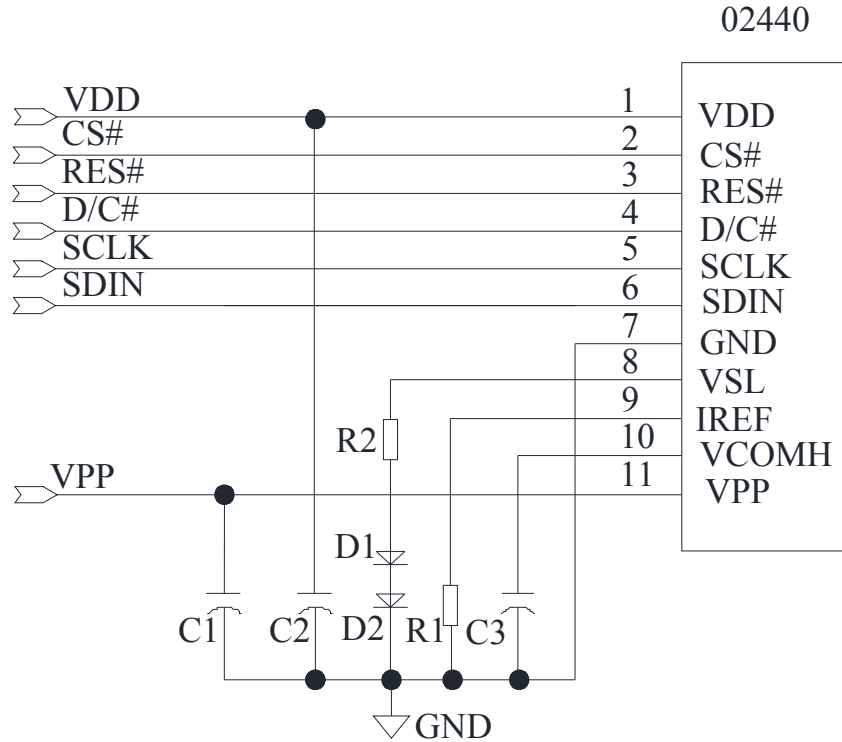 02440
VDD 1 VDD
CS# 2 CS#
RES# 3 RES#
D/C# 4 D/C#
SCLK 5 SCLK
SDIN 6 SDIN
7 GND
8 VSL
9 IREF
R2 10 VCOMH
VPP 11 VPP
D1
C1 C2 D2 R1 C3
GND